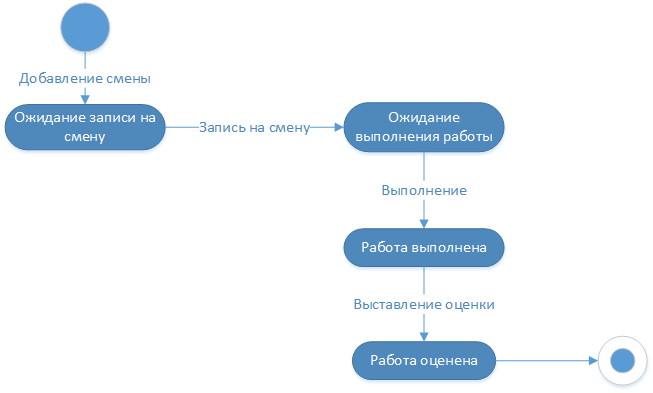 Добавление смены
Ожидание записи на
смену
Запись на смену
Ожидание
выполнения работы
Выполнение
Работа выполнена
Выставление оценки
Работа оценена